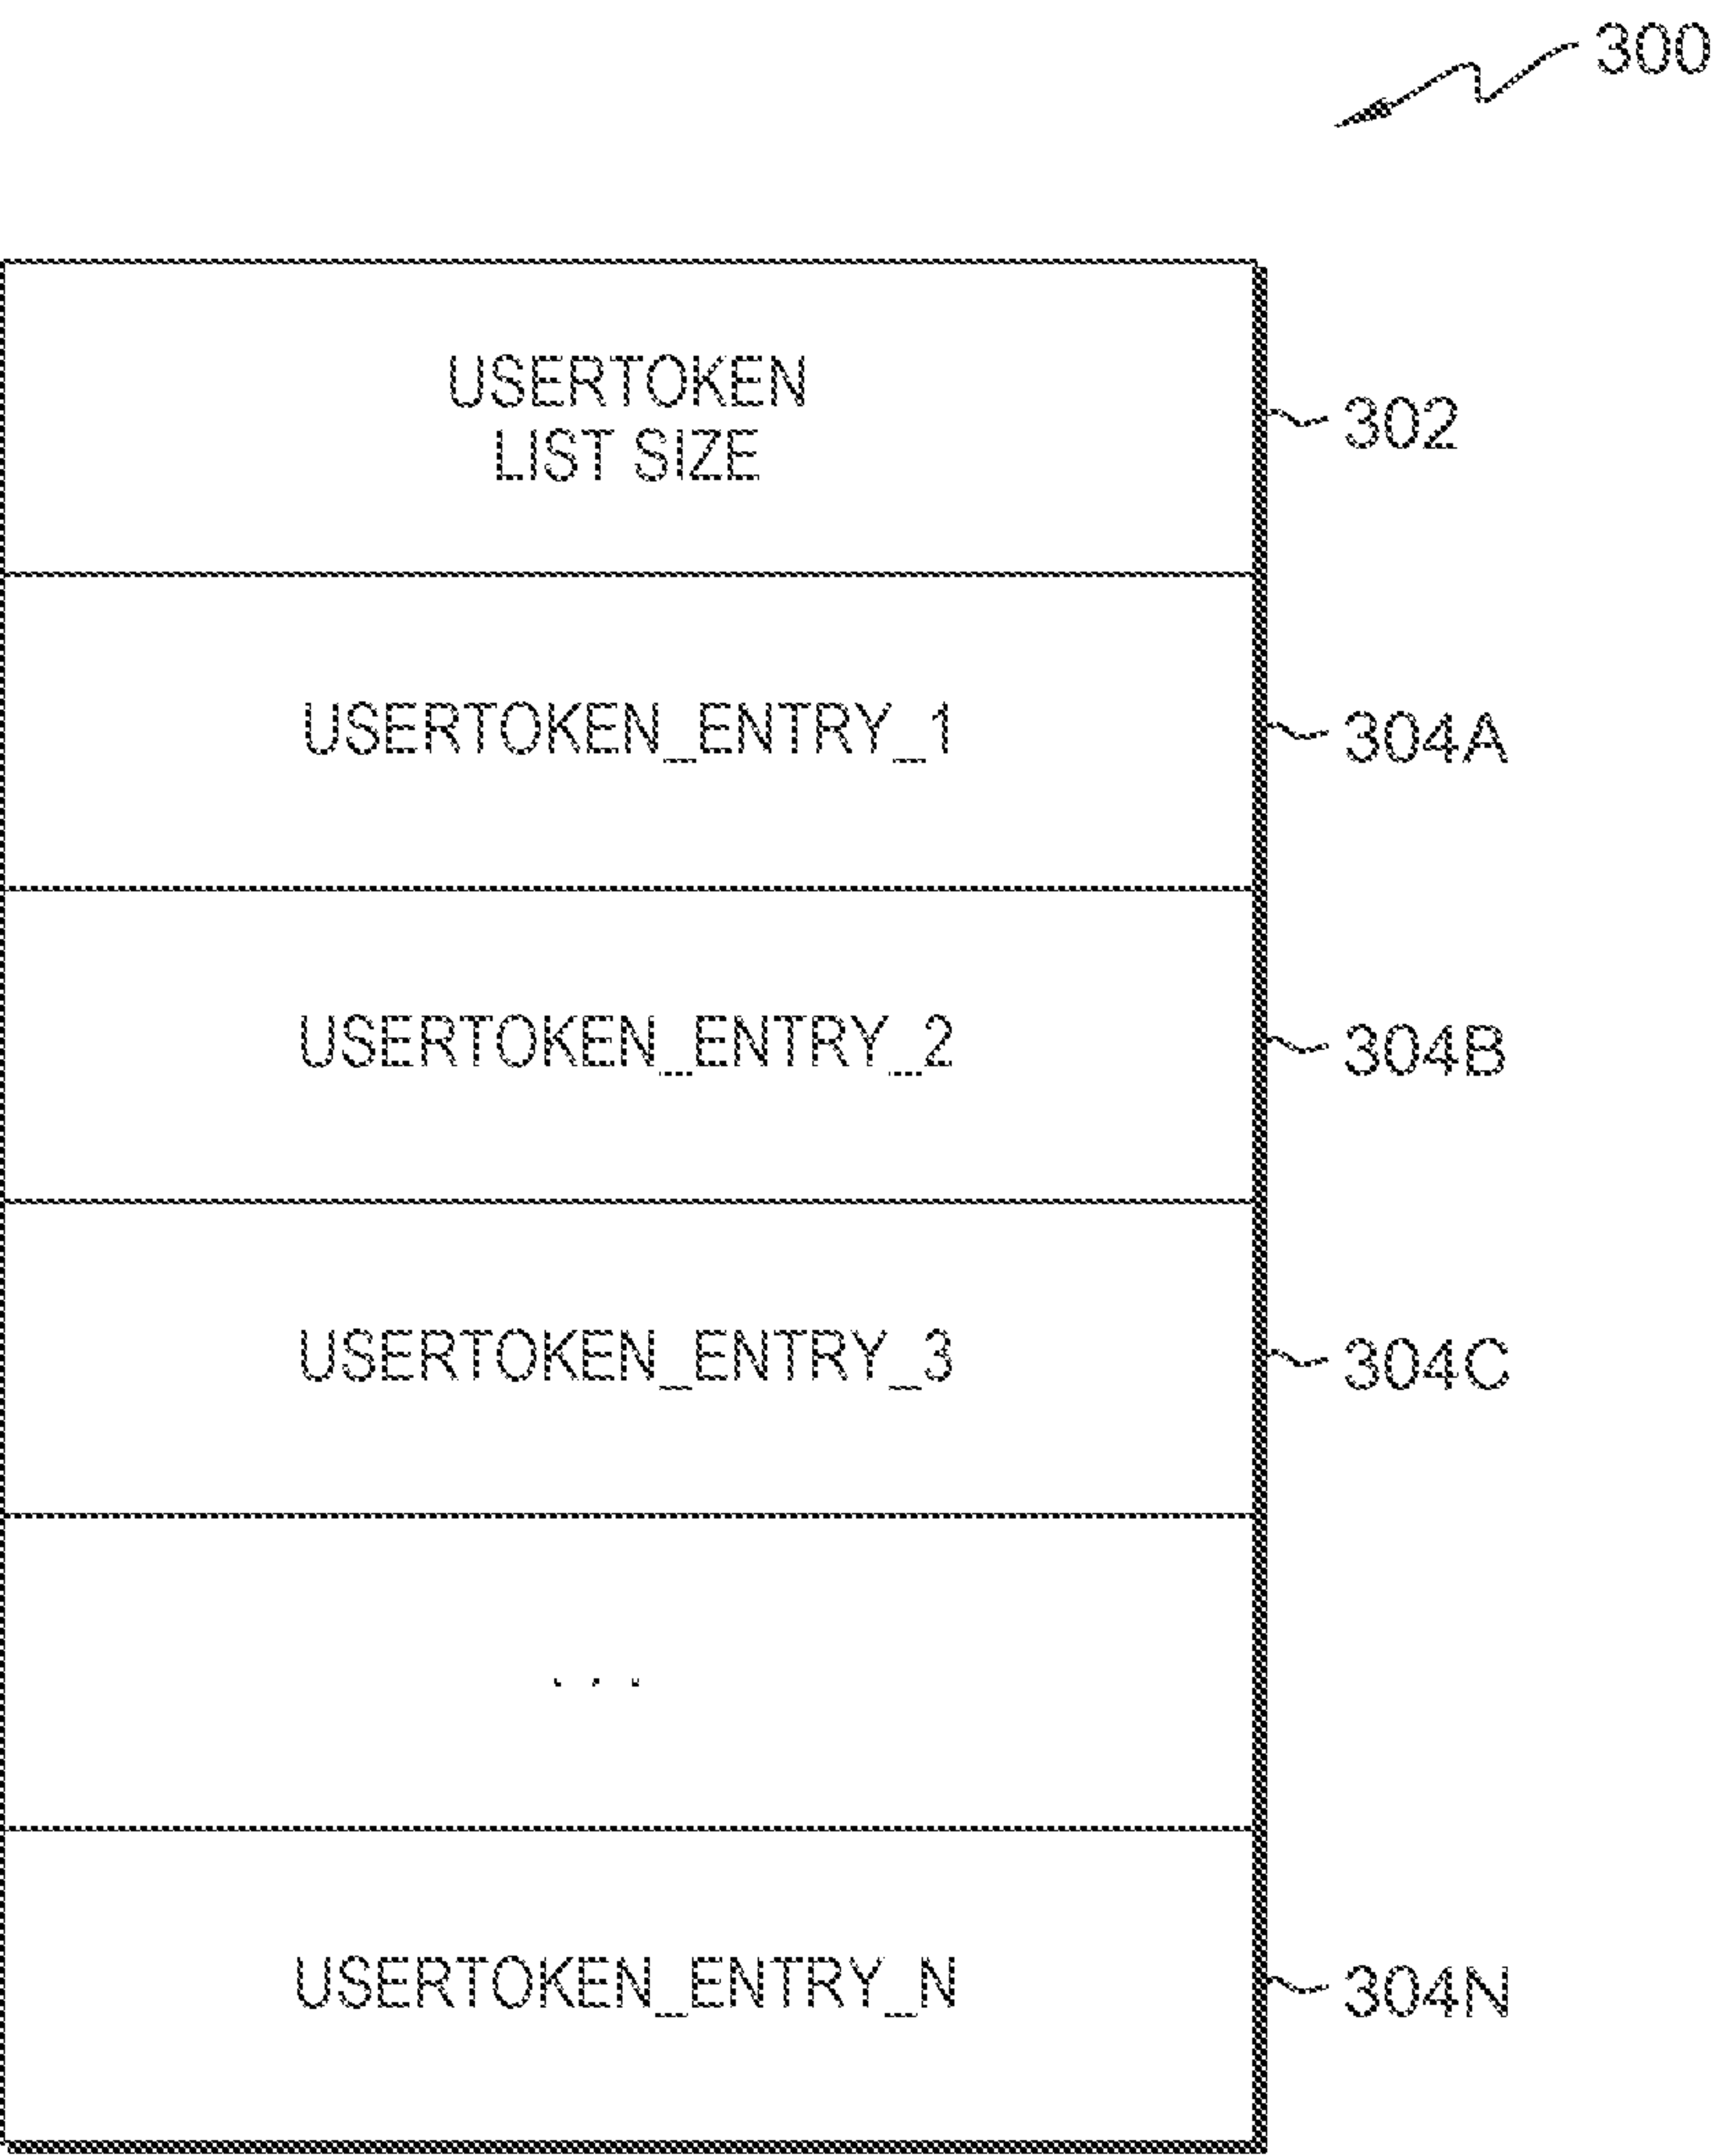 300
USERTOKEN
LIST SIZE
302
USERTOKEN_ENTRY_1
304A
USERTOKEN_ENTRY_2
304B
USERTOKEN_ENTRY_3
304C
. . .
USERTOKEN_ENTRY_N
304N